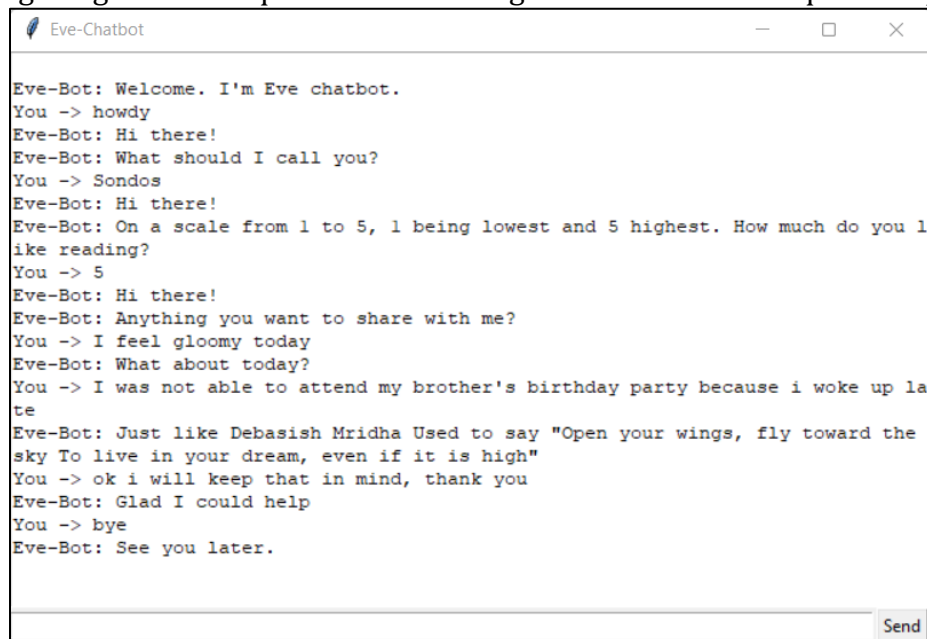 Eve-Chatbot
Eve-Bot: Welcome. I'm Eve chatbot.
You -> howdy
Eve-Bot: Hi there!
Eve-Bot: What should I call you?
You -> Sondos
Eve-Bot: Hi there!
Eve-Bot: On a scale from 1 to 5, 1 being lowest and 5 highest. How much do you l
ike reading?
You -> 5
Eve-Bot: Hi there!
Eve-Bot: Anything you want to share with me?
You -> I feel gloomy today
Eve-Bot: What about today?
You -> I was not able to attend my brother's birthday party because i woke up la
te
Eve-Bot: Just like Debasish Mridha Used to say "Open your wings, fly toward the
sky To live in your dream, even if it is high"
You -> ok i will keep that in mind, thank you
Eve-Bot: Glad I could help
You -> bye
Eve-Bot: See you later.
Send